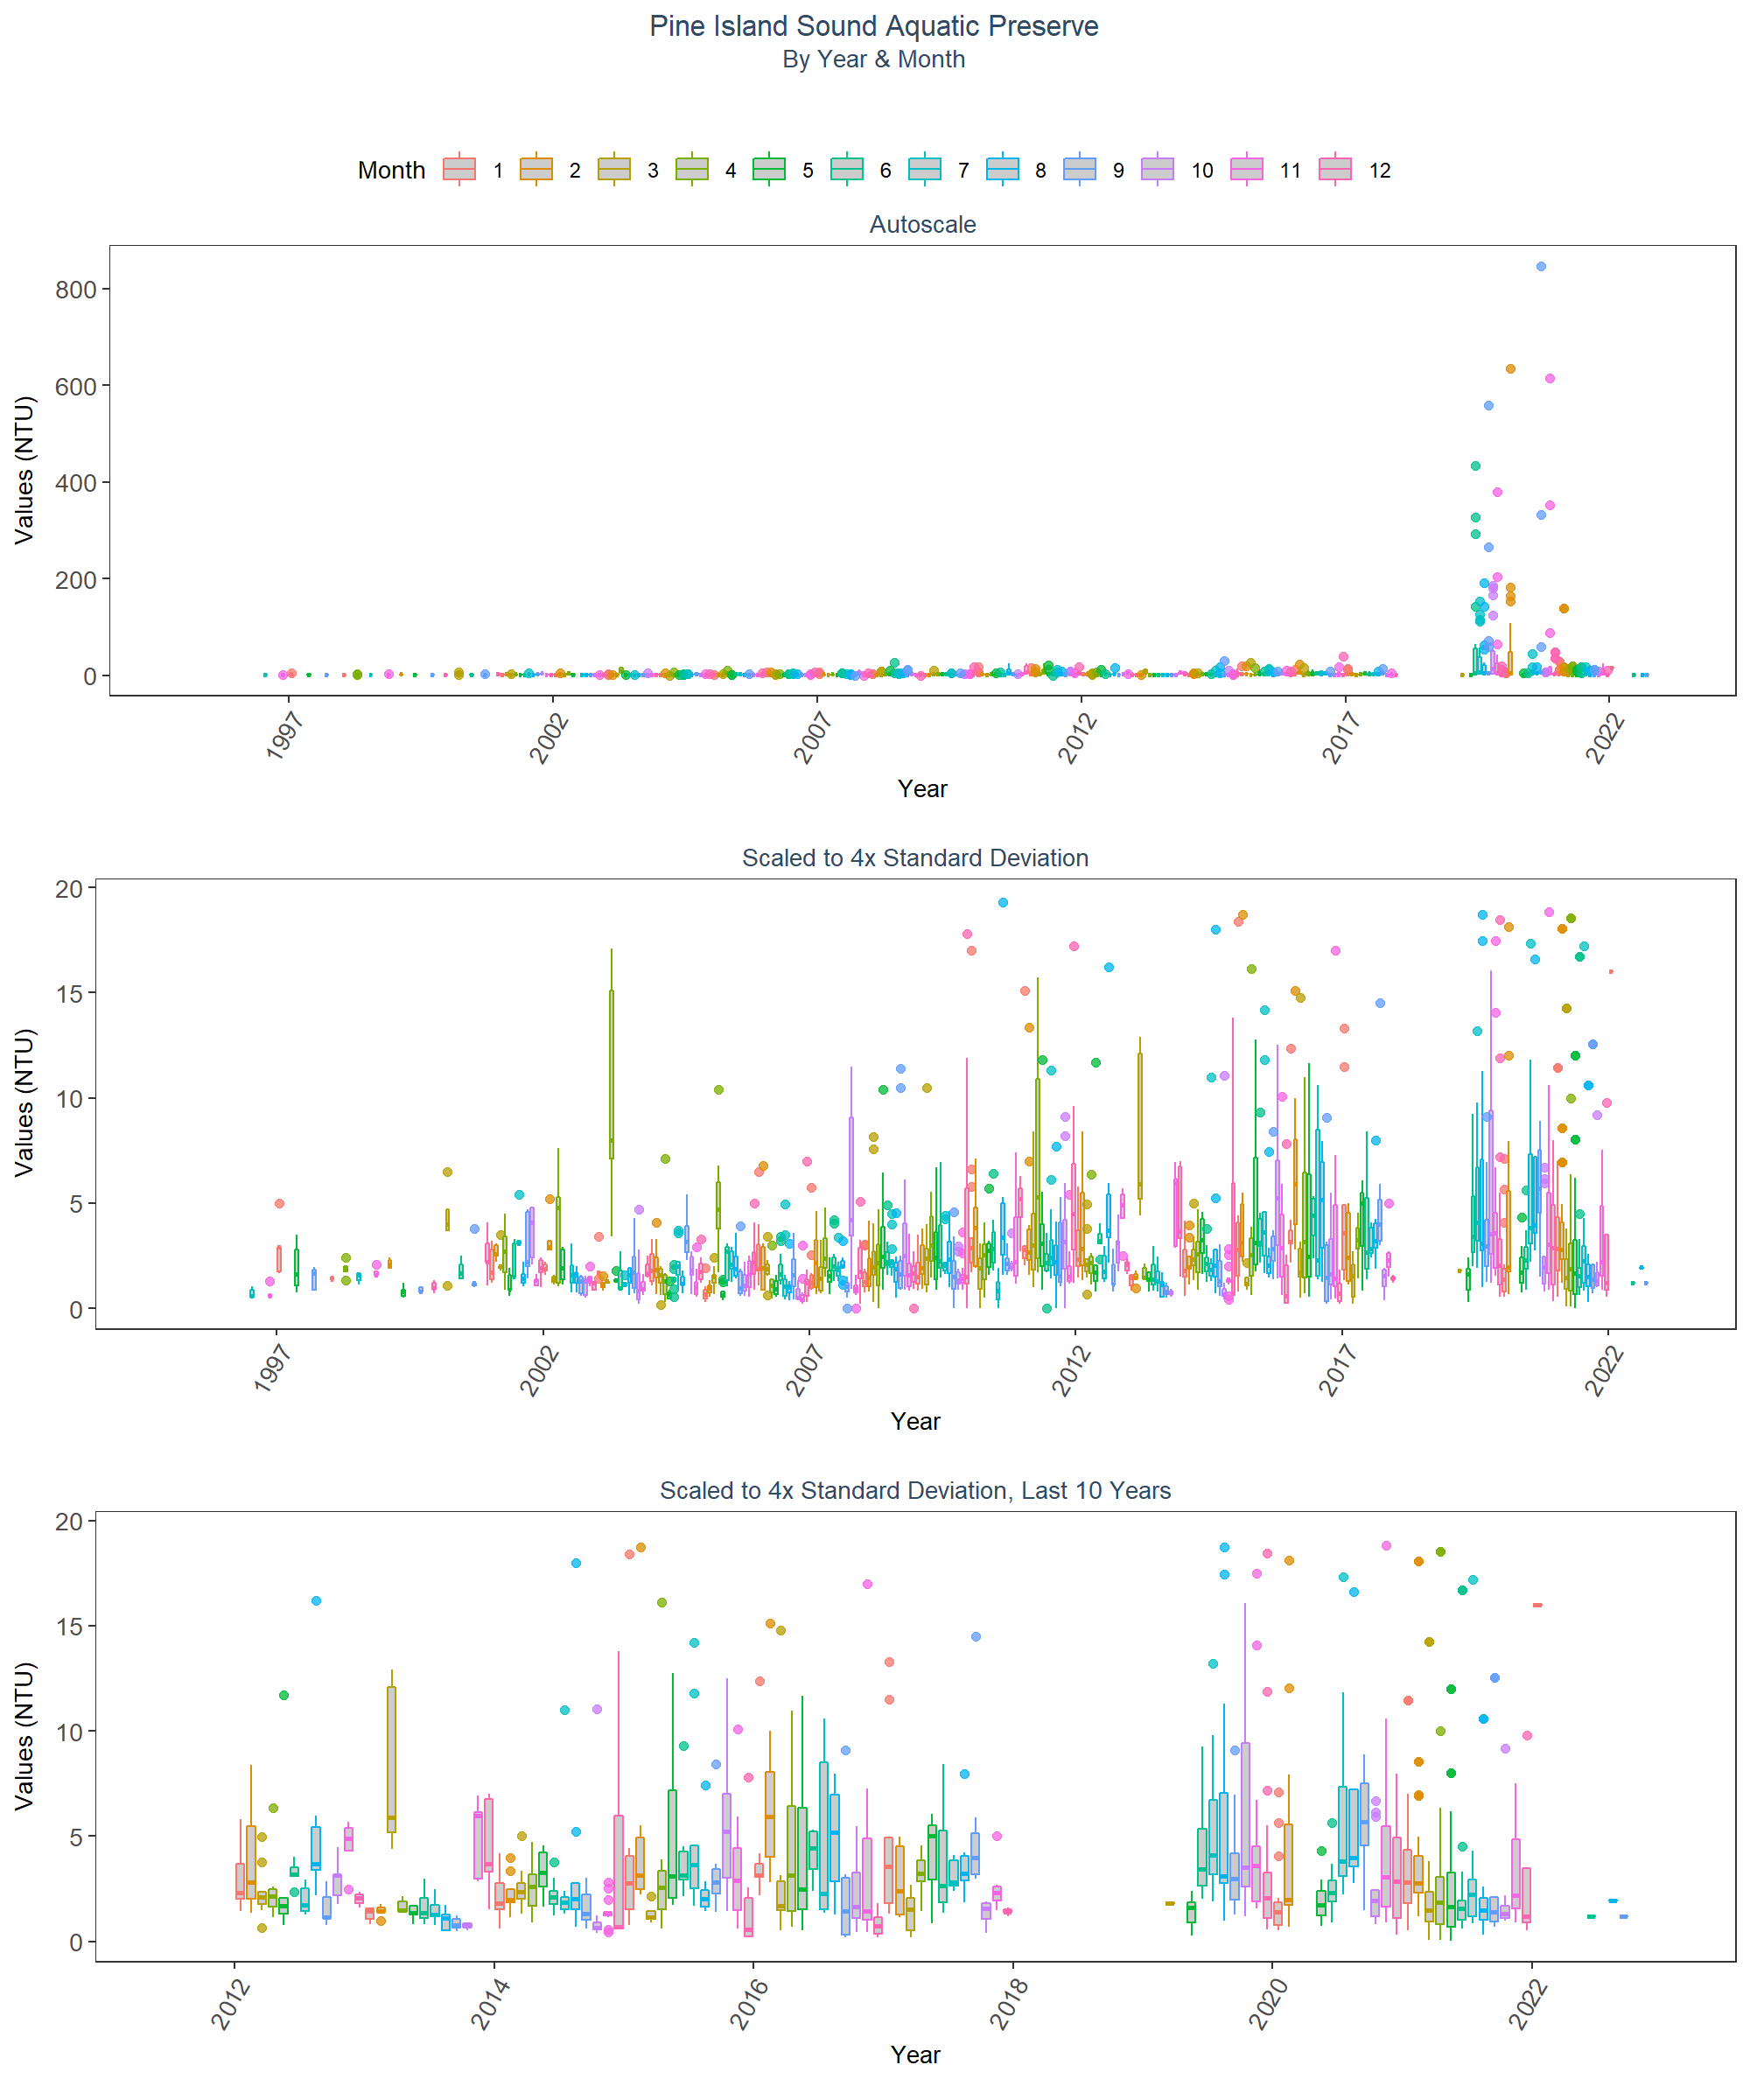 Pine Island Sound Aquatic Preserve
By Year & Month
Month 1 2 3 4 5 6 7 8 9 10 11 12
Autoscale
800
600
400
200
0
Values (NTU)
1997 2002 2007 2012 2017 2022
Year
Scaled to 4x Standard Deviation
20
15
10
5
0
Values (NTU)
1997 2002 2007 2012 2017 2022
Year
Scaled to 4x Standard Deviation, Last 10 Years
20
15
10
5
0
Values (NTU)
2012 2014 2016 2018 2020 2022
Year